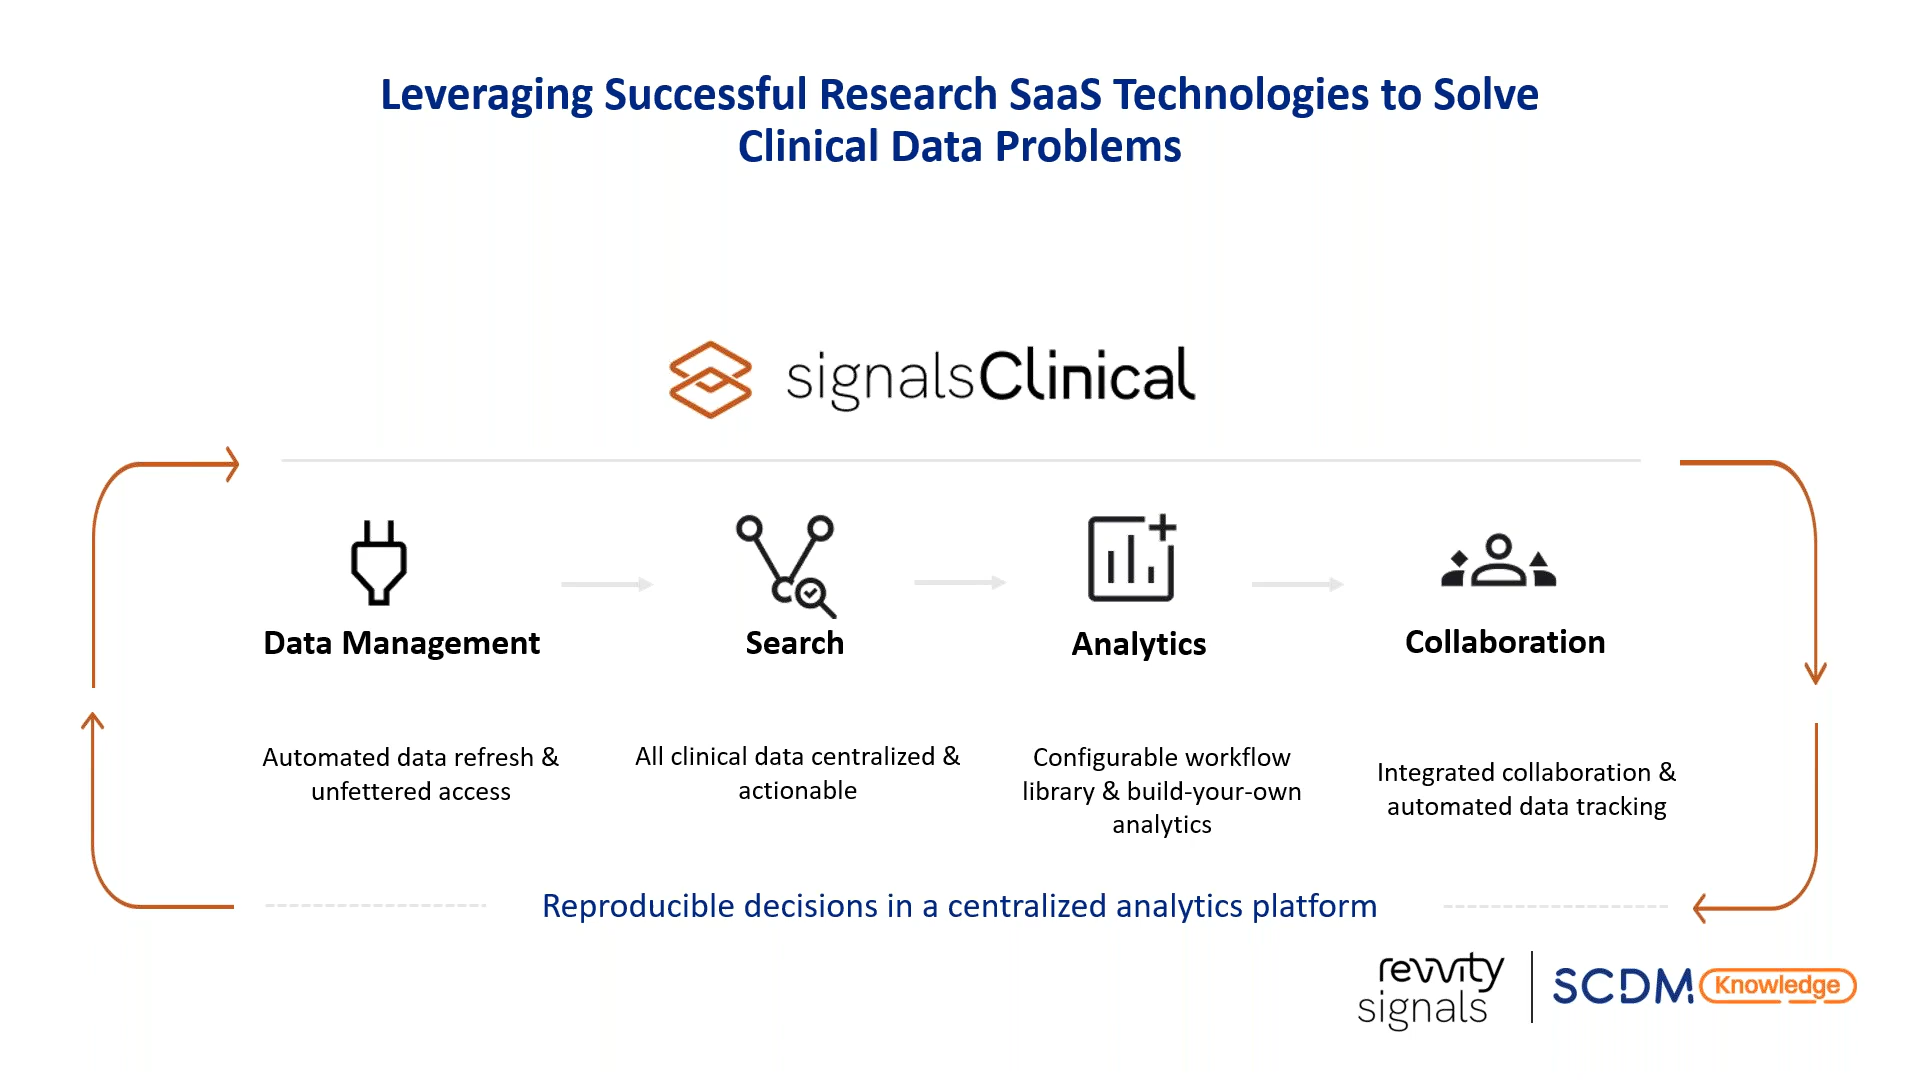 Leveraging Successful Research SaaS Technologies to Solve
Clinical Data Problems
signalsClinical
Data Management
Search
Analytics
Collaboration
Automated data refresh &
unfettered access
All clinical data centralized &
actionable
Configurable workflow
library & build-your-own
analytics
Integrated collaboration &
automated data tracking
Reproducible decisions in a centralized analytics platform
revvity
signals
SCDM Knowledge